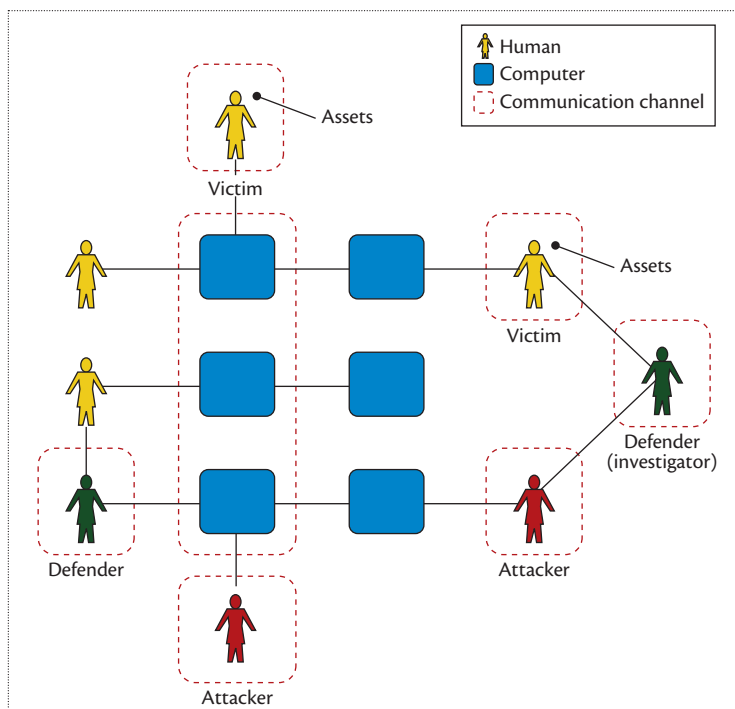 Human
Computer
Communication channel
Assets
Victim
Assets
Victim
Defender
(investigator)
Defender
Attacker
Attacker